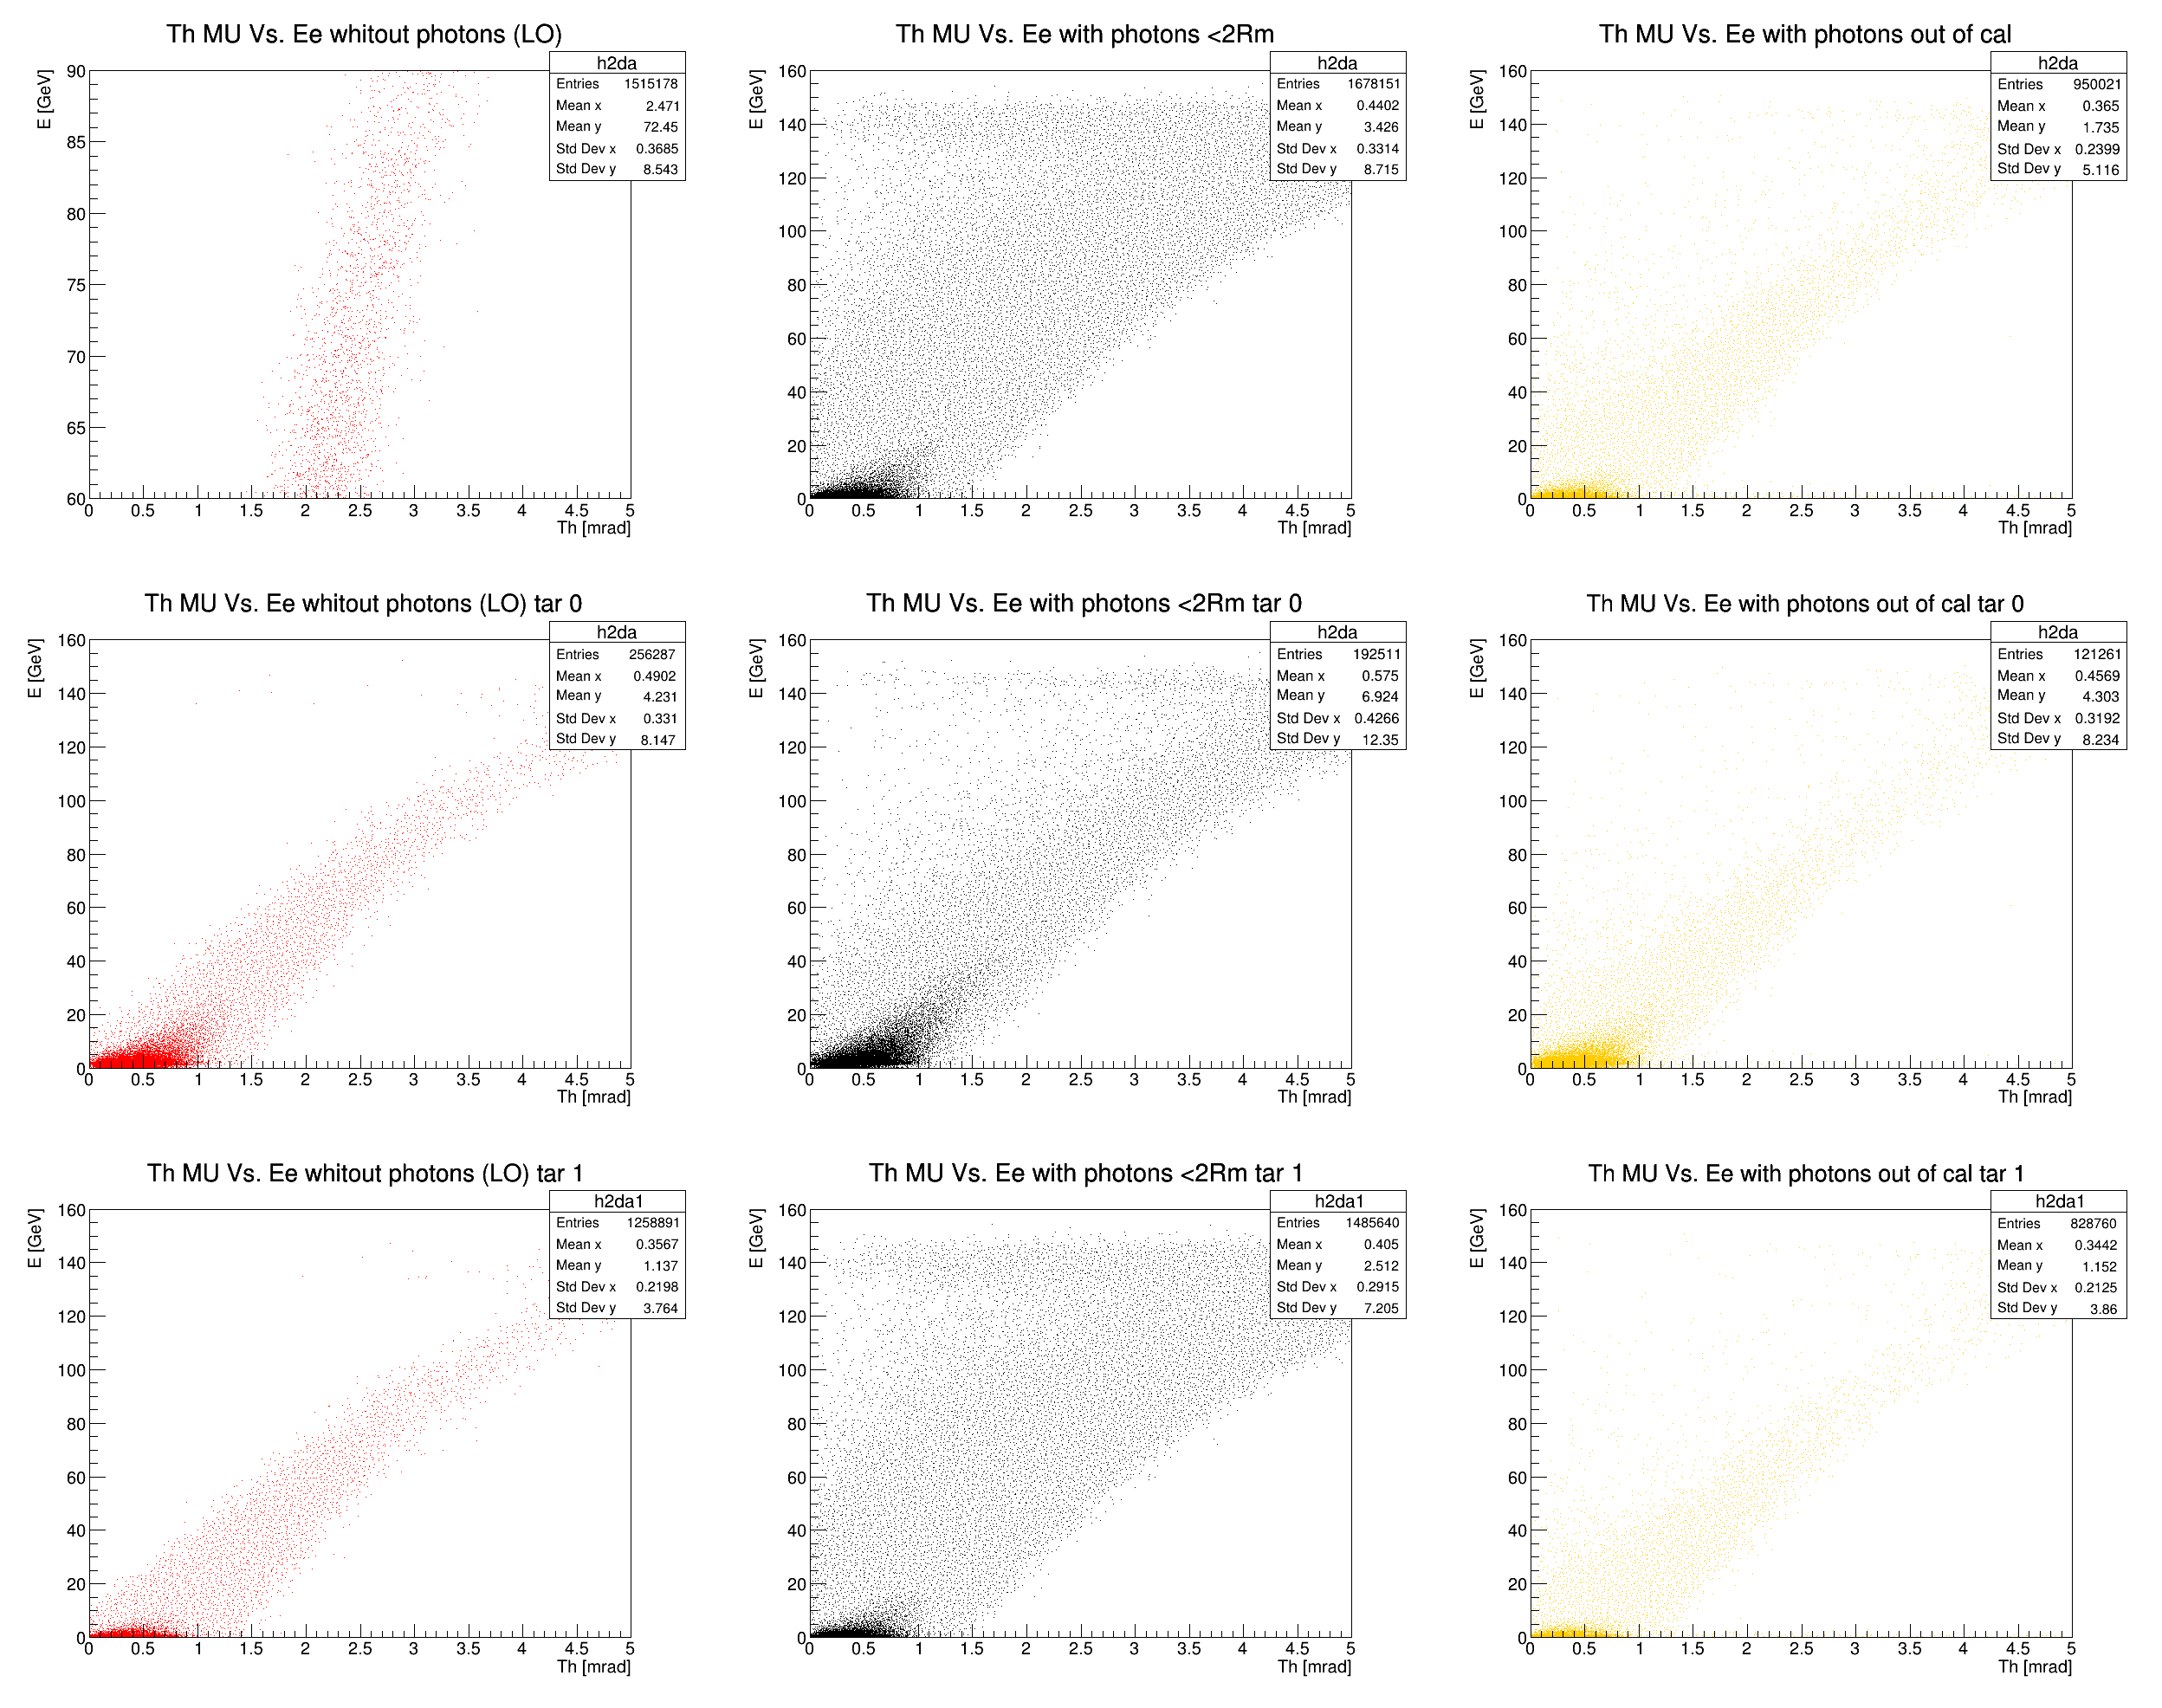 Th MU Vs. Ee whitout photons (LO)
E [GeV]
90
85
80
75
70
65
60
0 0.5 1 1.5 2 2.5 3 3.5 4 4.5 5
Th [mrad]
h2da
Entries 1515178
Mean x 2.471
Mean y 72.45
Std Dev x 0.3685
Std Dev y 8.543
Th MU Vs. Ee with photons <2Rm
E [GeV]
160
140
120
100
80
60
40
20
0
0 0.5 1 1.5 2 2.5 3 3.5 4 4.5 5
Th [mrad]
h2da
Entries 1678151
Mean x 0.4402
Mean y 3.426
Std Dev x 0.3314
Std Dev y 8.715
Th MU Vs. Ee with photons out of cal
E [GeV]
160
140
120
100
80
60
40
20
0
0 0.5 1 1.5 2 2.5 3 3.5 4 4.5 5
Th [mrad]
h2da
Entries 950021
Mean x 0.365
Mean y 1.735
Std Dev x 0.2399
Std Dev y 5.116
Th MU Vs. Ee whitout photons (LO) tar 0
E [GeV]
160
140
120
100
80
60
40
20
0
0 0.5 1 1.5 2 2.5 3 3.5 4 4.5 5
Th [mrad]
h2da
Entries 256287
Mean x 0.4902
Mean y 4.231
Std Dev x 0.331
Std Dev y 8.147
Th MU Vs. Ee with photons <2Rm tar 0
E [GeV]
160
140
120
100
80
60
40
20
0
0 0.5 1 1.5 2 2.5 3 3.5 4 4.5 5
Th [mrad]
h2da
Entries 192511
Mean x 0.575
Mean y 6.924
Std Dev x 0.4266
Std Dev y 12.35
Th MU Vs. Ee with photons out of cal tar 0
E [GeV]
160
140
120
100
80
60
40
20
0
0 0.5 1 1.5 2 2.5 3 3.5 4 4.5 5
Th [mrad]
h2da
Entries 121261
Mean x 0.4569
Mean y 4.303
Std Dev x 0.3192
Std Dev y 8.234
Th MU Vs. Ee whitout photons (LO) tar 1
E [GeV]
160
140
120
100
80
60
40
20
0
0 0.5 1 1.5 2 2.5 3 3.5 4 4.5 5
Th [mrad]
h2da1
Entries 1258891
Mean x 0.3567
Mean y 1.137
Std Dev x 0.2198
Std Dev y 3.764
Th MU Vs. Ee with photons <2Rm tar 1
E [GeV]
160
140
120
100
80
60
40
20
0
0 0.5 1 1.5 2 2.5 3 3.5 4 4.5 5
Th [mrad]
h2da1
Entries 1485640
Mean x 0.405
Mean y 2.512
Std Dev x 0.2915
Std Dev y 7.205
Th MU Vs. Ee with photons out of cal tar 1
E [GeV]
160
140
120
100
80
60
40
20
0
0 0.5 1 1.5 2 2.5 3 3.5 4 4.5 5
Th [mrad]
h2da1
Entries 828760
Mean x 0.3442
Mean y 1.152
Std Dev x 0.2125
Std Dev y 3.86